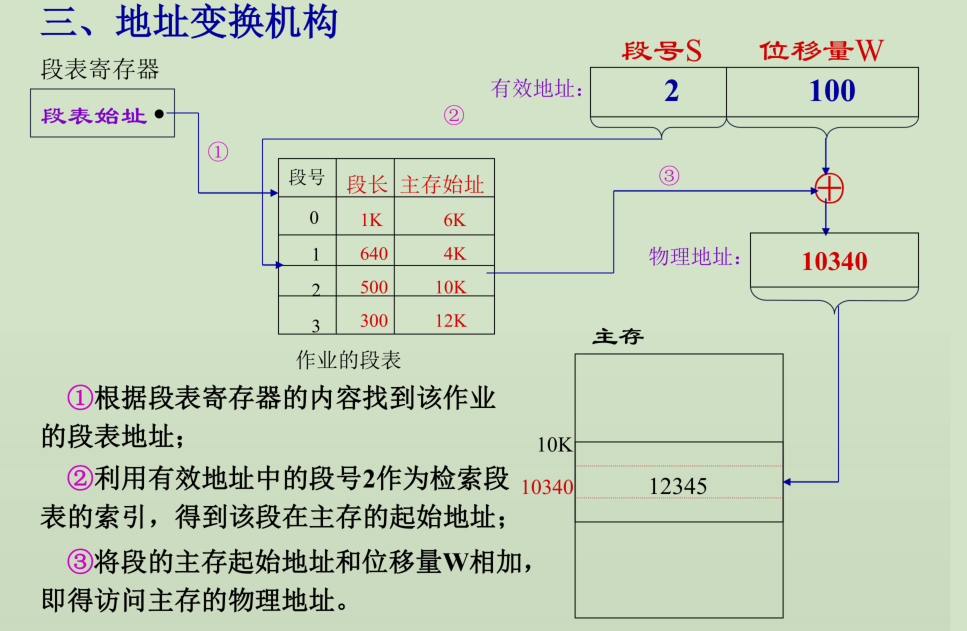 三、地址变换机构
段表寄存器
段表始址
①
段号S 位移量W
有效地址: 2 100
②
段号 段长 主存始址
0 1K 6K
1 640 4K
2 500 10K
3 300 12K
作业的段表
③
物理地址: 10340
主存
10K
10340 12345
①根据段表寄存器的内容找到该作业
的段表地址;
②利用有效地址中的段号2作为检索段
表的索引，得到该段在主存的起始地址;
③将段的主存起始地址和位移量W相加，
即得访问主存的物理地址。